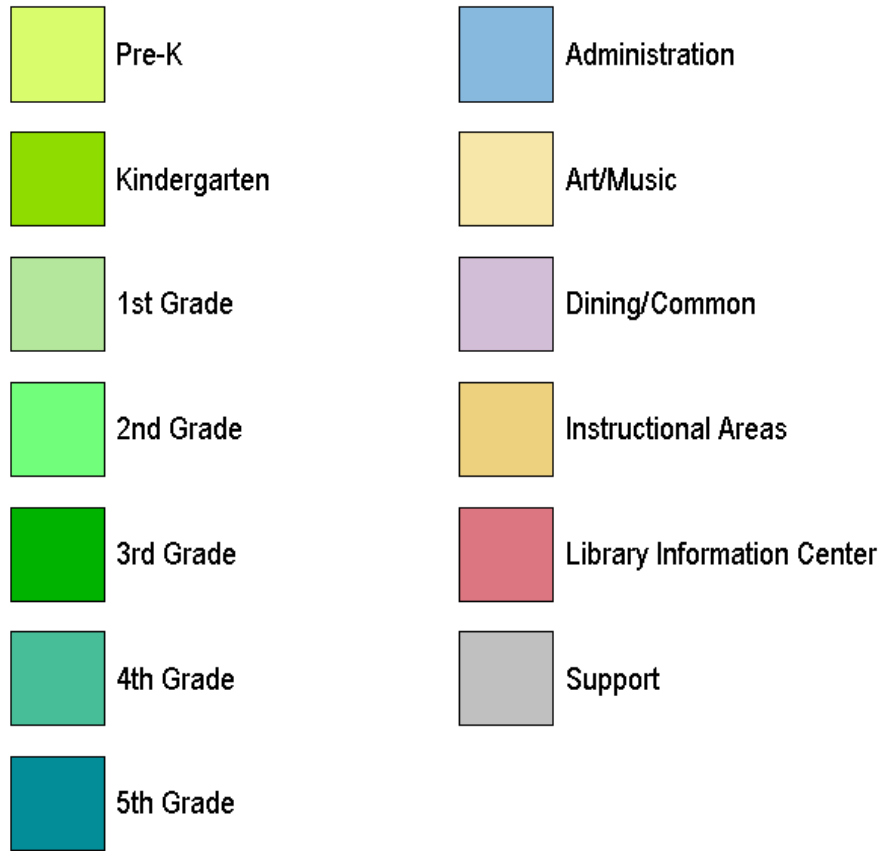 Pre-K
Kindergarten
1st Grade
2nd Grade
3rd Grade
4th Grade
5th Grade
Administration
Art/Music
Dining/Common
Instructional Areas
Library Information Center
Support